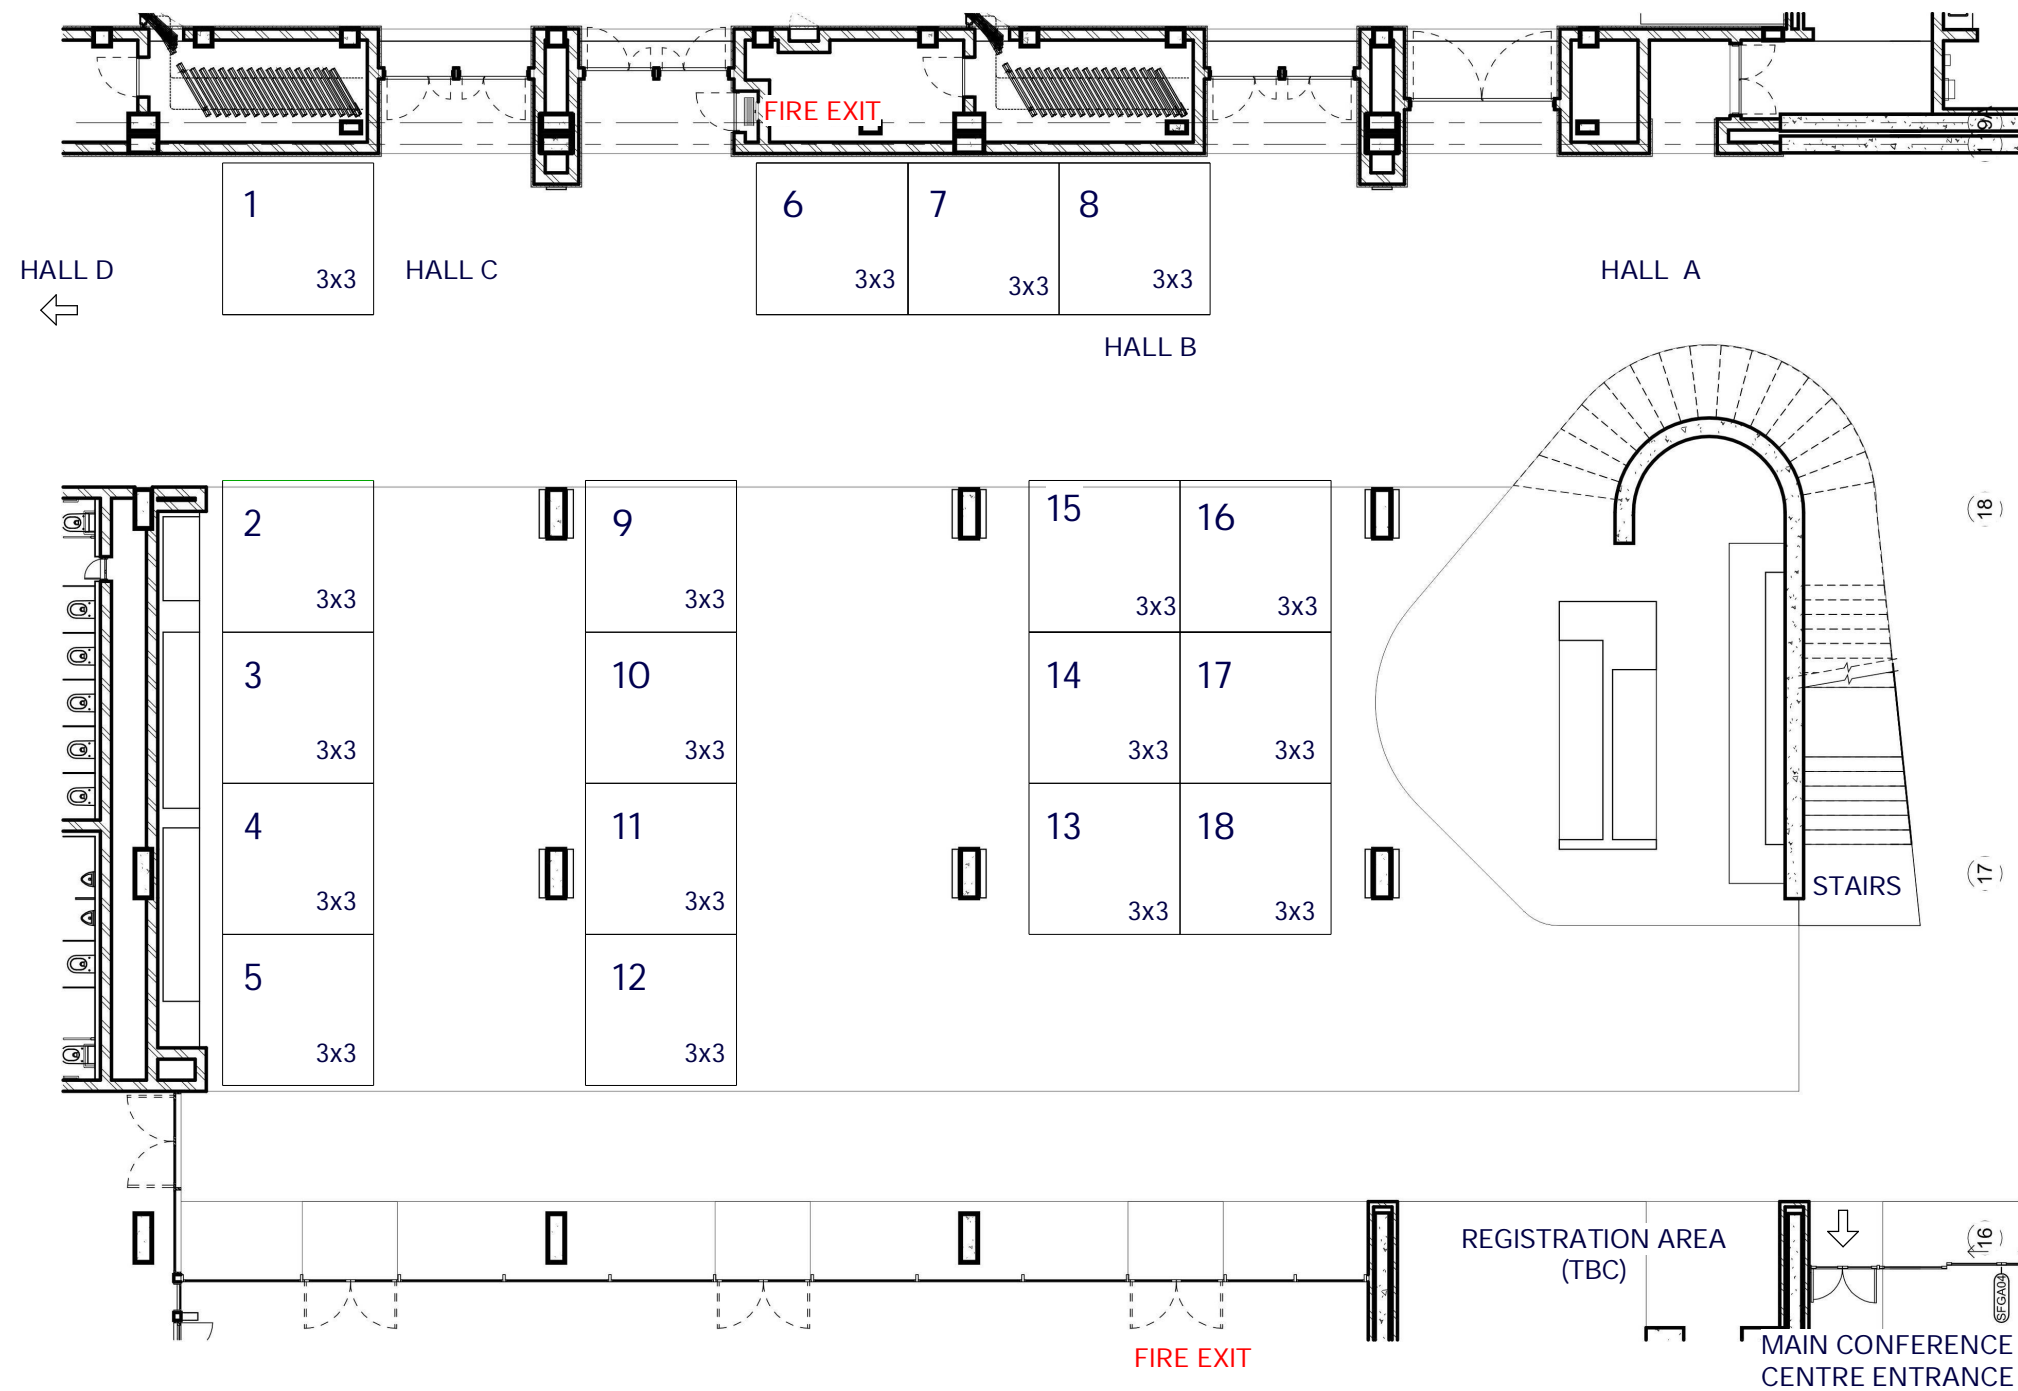 FIRE EXIT
1
3x3
6
3x3
7
3x3
8
3x3
HALL D
HALL C
HALL A
HALL B
2
3x3
9
3x3
15
3x3
16
3x3
18
3
3x3
10
3x3
14
3x3
17
3x3
4
3x3
11
3x3
13
3x3
18
3x3
STAIRS
17
5
3x3
12
3x3
REGISTRATION AREA
(TBC)
16
SFGA04
FIRE EXIT
MAIN CONFERENCE
CENTRE ENTRANCE